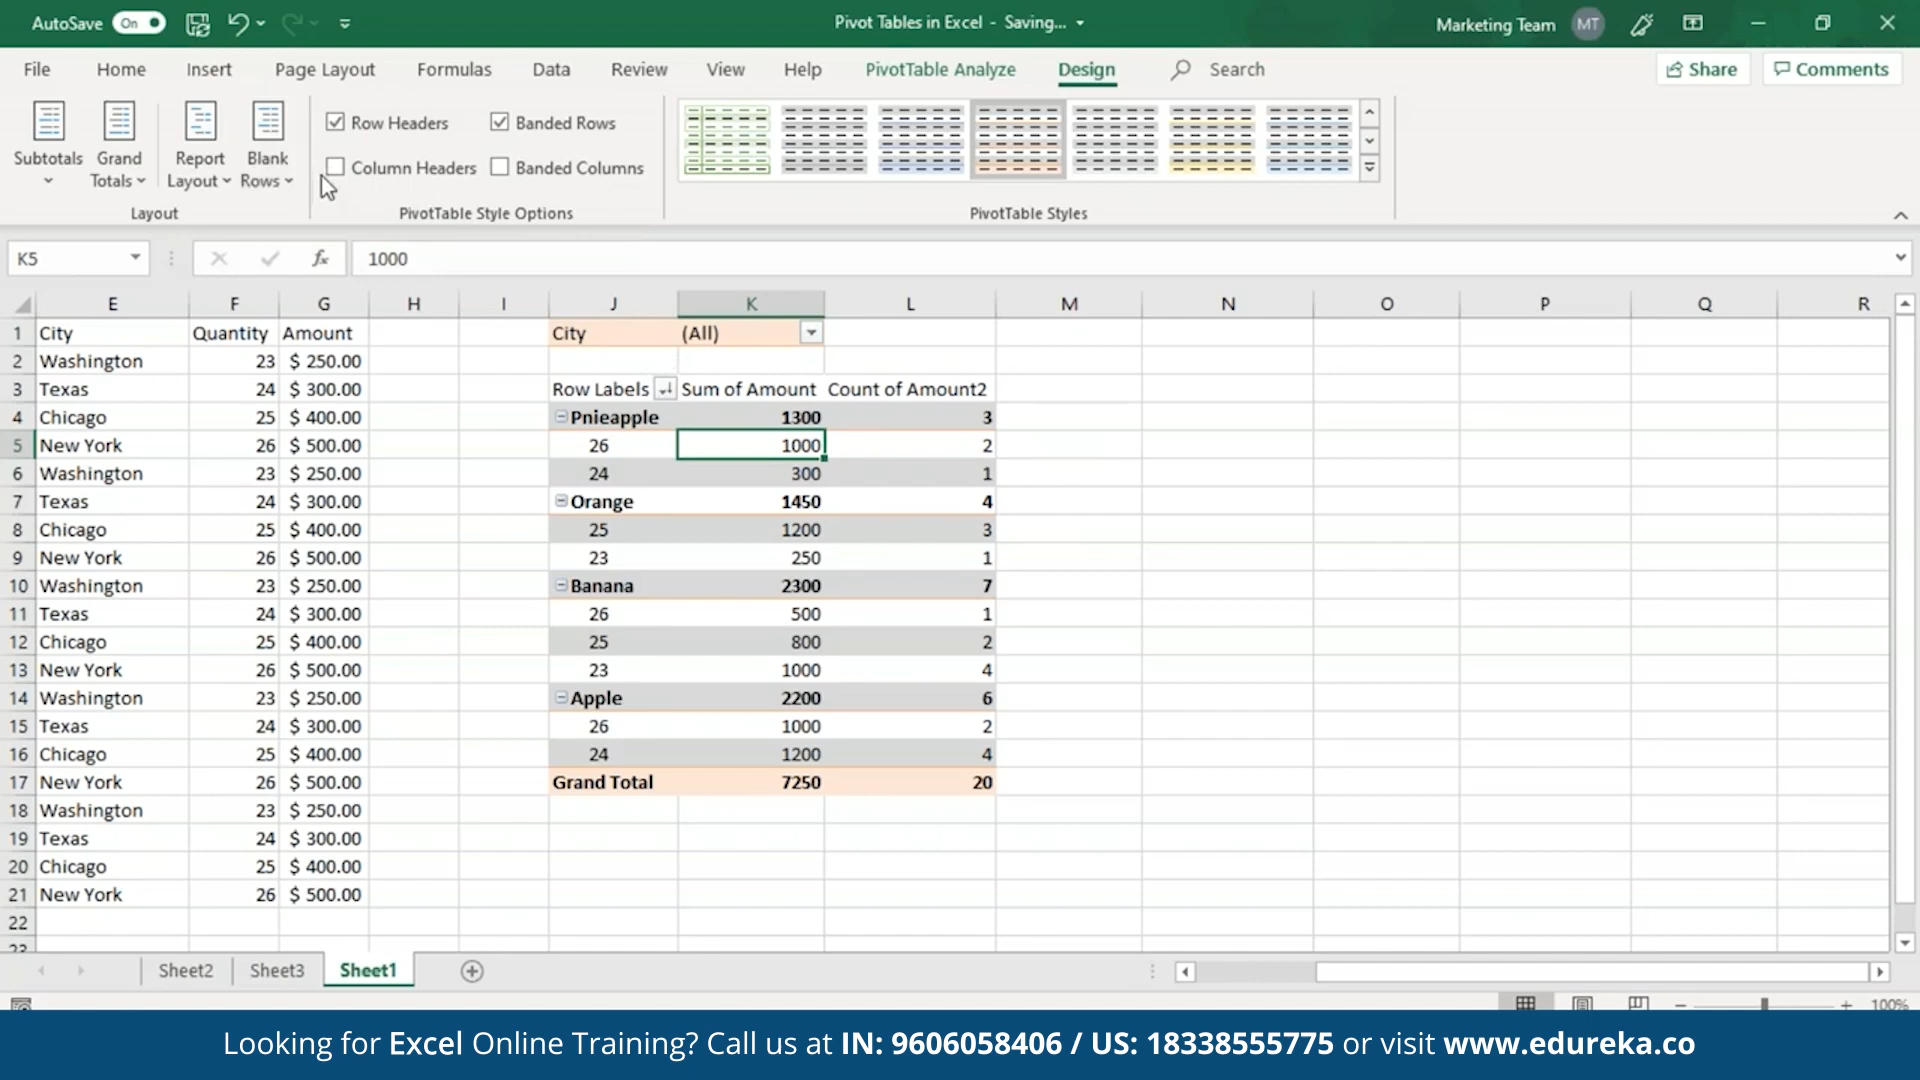 AutoSave On Pivot Tables in Excel - Saving... Marketing Team MT
File Home Insert Page Layout Formulas Data Review View Help PivotTable Analyze Design Search Share Comments
Subtotals Grand Totals Report Layout Blank Rows
Row Headers Banded Rows
Column Headers Banded Columns
Layout PivotTable Style Options PivotTable Styles
K5 fx 1000
E F G H I J K L M N O P Q R
1 City Quantity Amount City (All)
2 Washington 23 $ 250.00
3 Texas 24 $ 300.00 Row Labels Sum of Amount Count of Amount2
4 Chicago 25 $ 400.00 Pnieapple 1300 3
5 New York 26 $ 500.00 26 1000 2
6 Washington 23 $ 250.00 24 300 1
7 Texas 24 $ 300.00 Orange 1450 4
8 Chicago 25 $ 400.00 25 1200 3
9 New York 26 $ 500.00 23 250 1
10 Washington 23 $ 250.00 Banana 2300 7
11 Texas 24 $ 300.00 26 500 1
12 Chicago 25 $ 400.00 25 800 2
13 New York 26 $ 500.00 23 1000 4
14 Washington 23 $ 250.00 Apple 2200 6
15 Texas 24 $ 300.00 26 1000 2
16 Chicago 25 $ 400.00 24 1200 4
17 New York 26 $ 500.00 Grand Total 7250 20
18 Washington 23 $ 250.00
19 Texas 24 $ 300.00
20 Chicago 25 $ 400.00
21 New York 26 $ 500.00
22
23
Sheet2 Sheet3 Sheet1
100%
Looking for Excel Online Training? Call us at IN: 9606058406 / US: 18338555775 or visit www.edureka.co